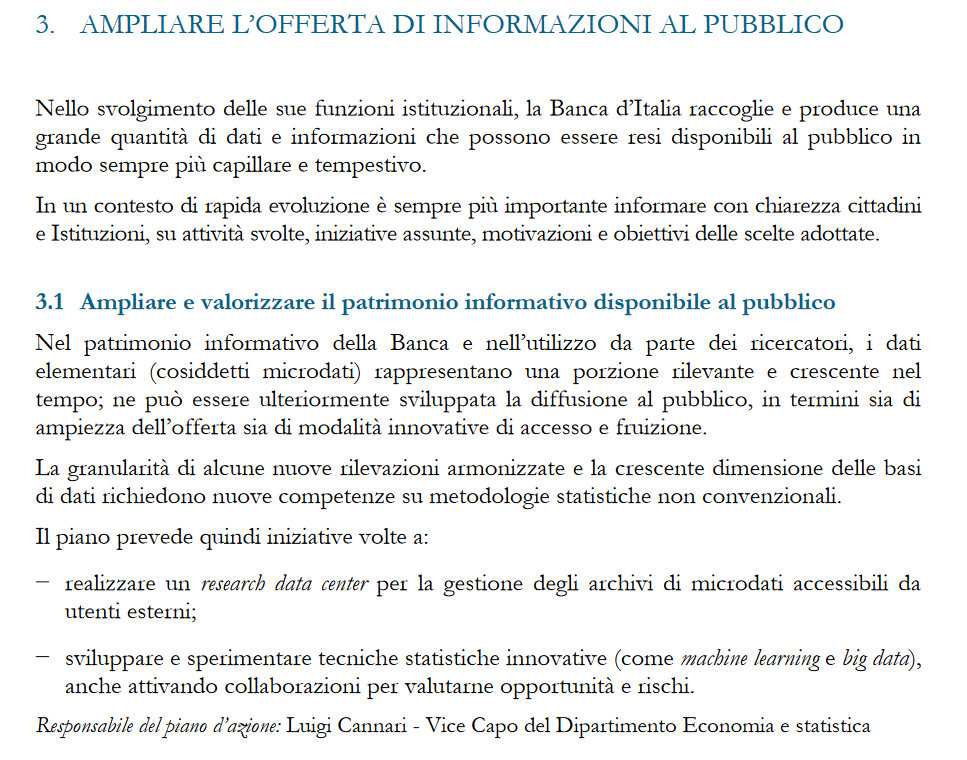 3. AMPLIARE L’OFFERTA DI INFORMAZIONI AL PUBBLICO
Nello svolgimento delle sue funzioni istituzionali, la Banca d’Italia raccoglie e produce una
grande quantità di dati e informazioni che possono essere resi disponibili al pubblico in
modo sempre più capillare e tempestivo.
In un contesto di rapida evoluzione è sempre più importante informare con chiarezza cittadini
e Istituzioni, su attività svolte, iniziative assunte, motivazioni e obiettivi delle scelte adottate.
3.1 Ampliare e valorizzare il patrimonio informativo disponibile al pubblico
Nel patrimonio informativo della Banca e nell’utilizzo da parte dei ricercatori, i dati
elementari (cosiddetti microdati) rappresentano una porzione rilevante e crescente nel
tempo; ne può essere ulteriormente sviluppata la diffusione al pubblico, in termini sia di
ampiezza dell’offerta sia di modalità innovative di accesso e fruizione.
La granularità di alcune nuove rilevazioni armonizzate e la crescente dimensione delle basi
di dati richiedono nuove competenze su metodologie statistiche non convenzionali.
Il piano prevede quindi iniziative volte a:
− realizzare un research data center per la gestione degli archivi di microdati accessibili da
utenti esterni;
− sviluppare e sperimentare tecniche statistiche innovative (come machine learning e big data),
anche attivando collaborazioni per valutarne opportunità e rischi.
Responsabile del piano d’azione: Luigi Cannari - Vice Capo del Dipartimento Economia e statistica